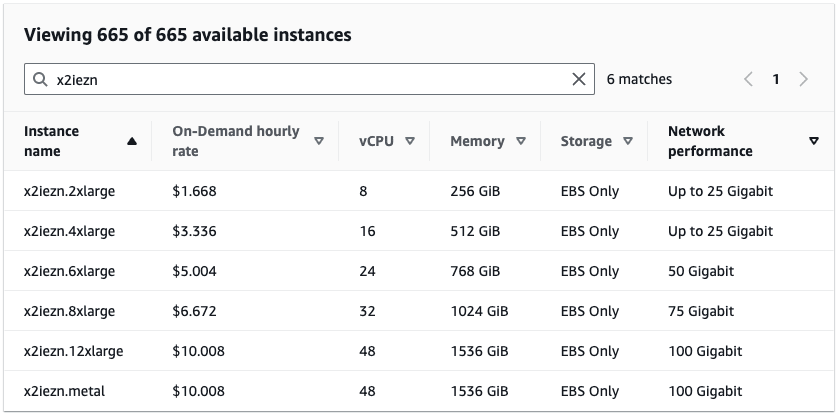 Viewing 665 of 665 available instances
x2iezn 6 matches 1
Instance name On-Demand hourly rate vCPU Memory Storage Network performance
x2iezn.2xlarge $1.668 8 256 GiB EBS Only Up to 25 Gigabit
x2iezn.4xlarge $3.336 16 512 GiB EBS Only Up to 25 Gigabit
x2iezn.6xlarge $5.004 24 768 GiB EBS Only 50 Gigabit
x2iezn.8xlarge $6.672 32 1024 GiB EBS Only 75 Gigabit
x2iezn.12xlarge $10.008 48 1536 GiB EBS Only 100 Gigabit
x2iezn.metal $10.008 48 1536 GiB EBS Only 100 Gigabit